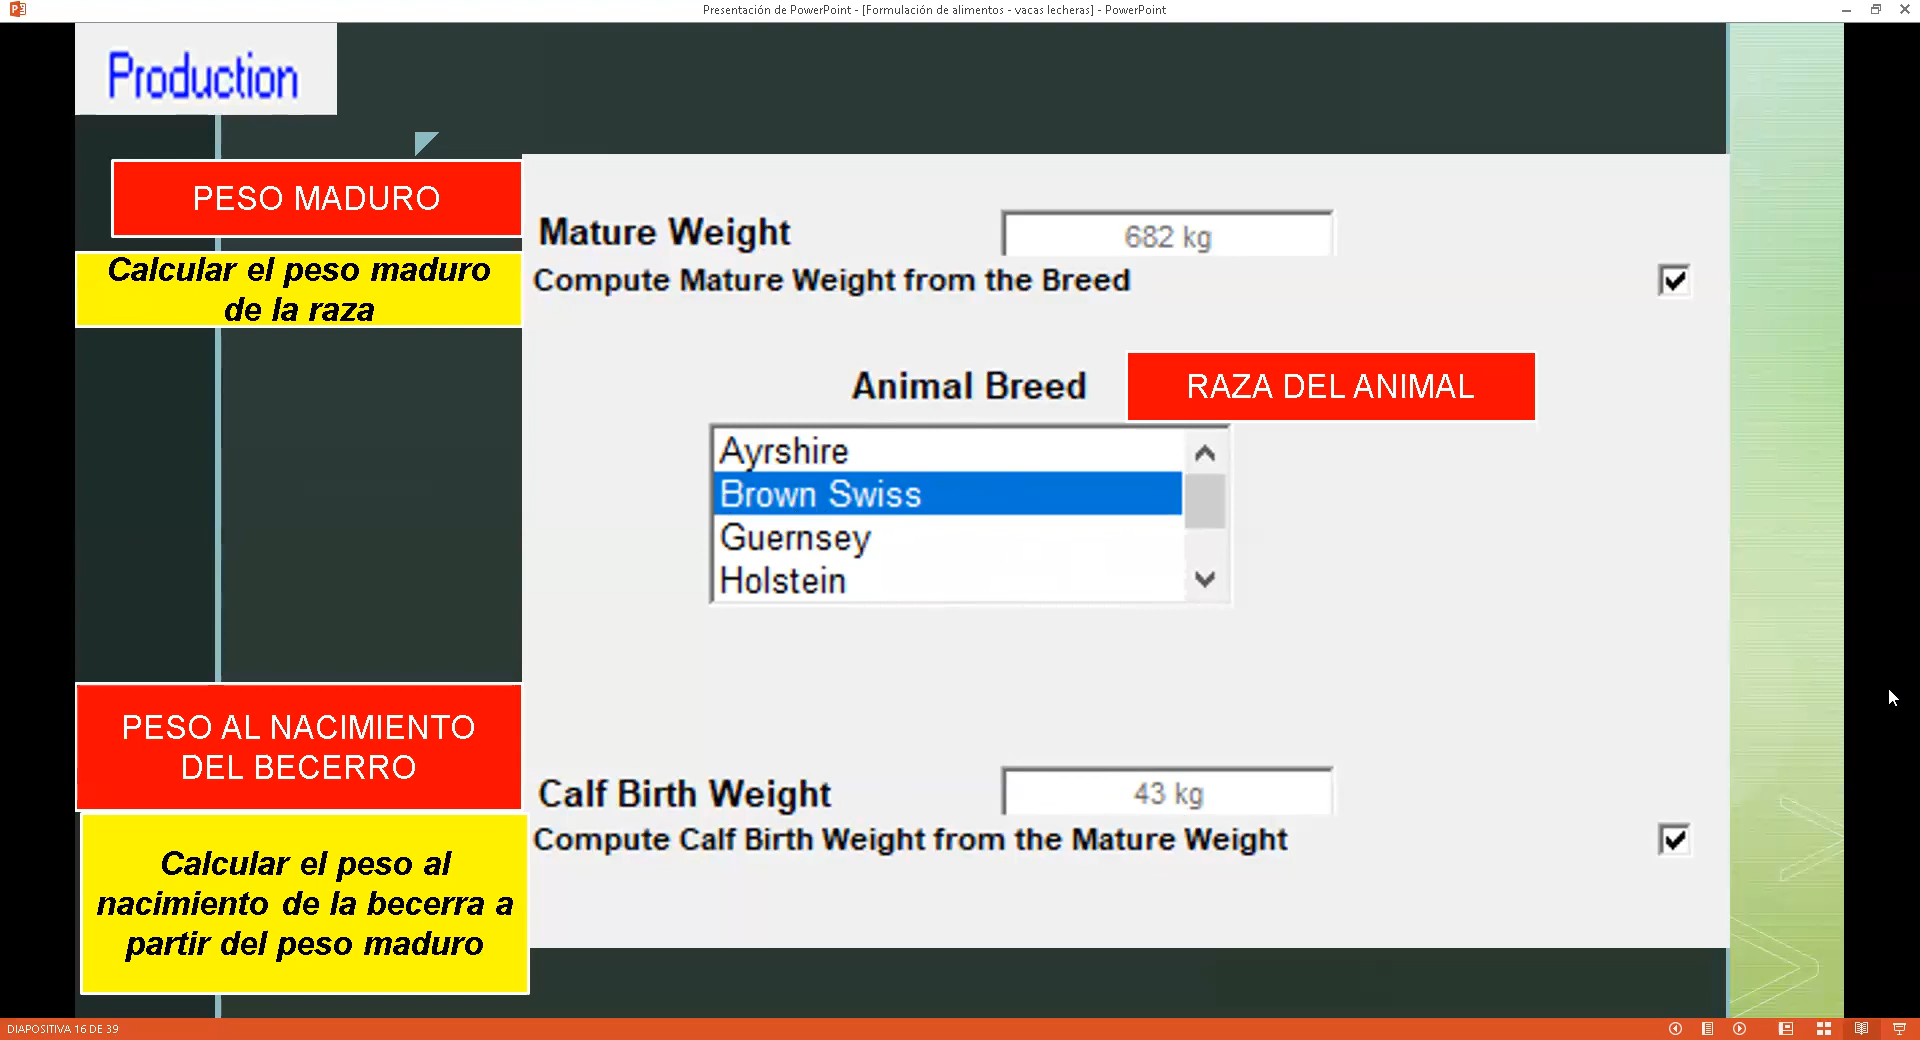 Presentación de PowerPoint - [Formulación de alimentos - vacas lecheras] - PowerPoint
Production
PESO MADURO
Mature Weight
682 kg
Calcular el peso maduro
de la raza
Compute Mature Weight from the Breed
Animal Breed
RAZA DEL ANIMAL
Ayrshire
Brown Swiss
Guernsey
Holstein
PESO AL NACIMIENTO
DEL BECERRO
Calf Birth Weight
43 kg
Compute Calf Birth Weight from the Mature Weight
Calcular el peso al
nacimiento de la becerra a
partir del peso maduro
DIAPOSITIVA 16 DE 39